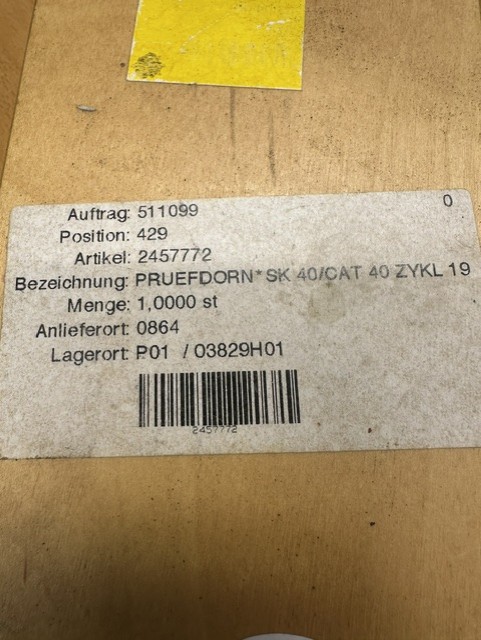 0
Auftrag: 511099
Position: 429
Artikel: 2457772
Bezeichnung: PRUEFDORN*SK 40/CAT 40 ZYKL 19
Menge: 1,0000 st
Anlieferort: 0864
Lagerort: P01 / 03829H01
2457772